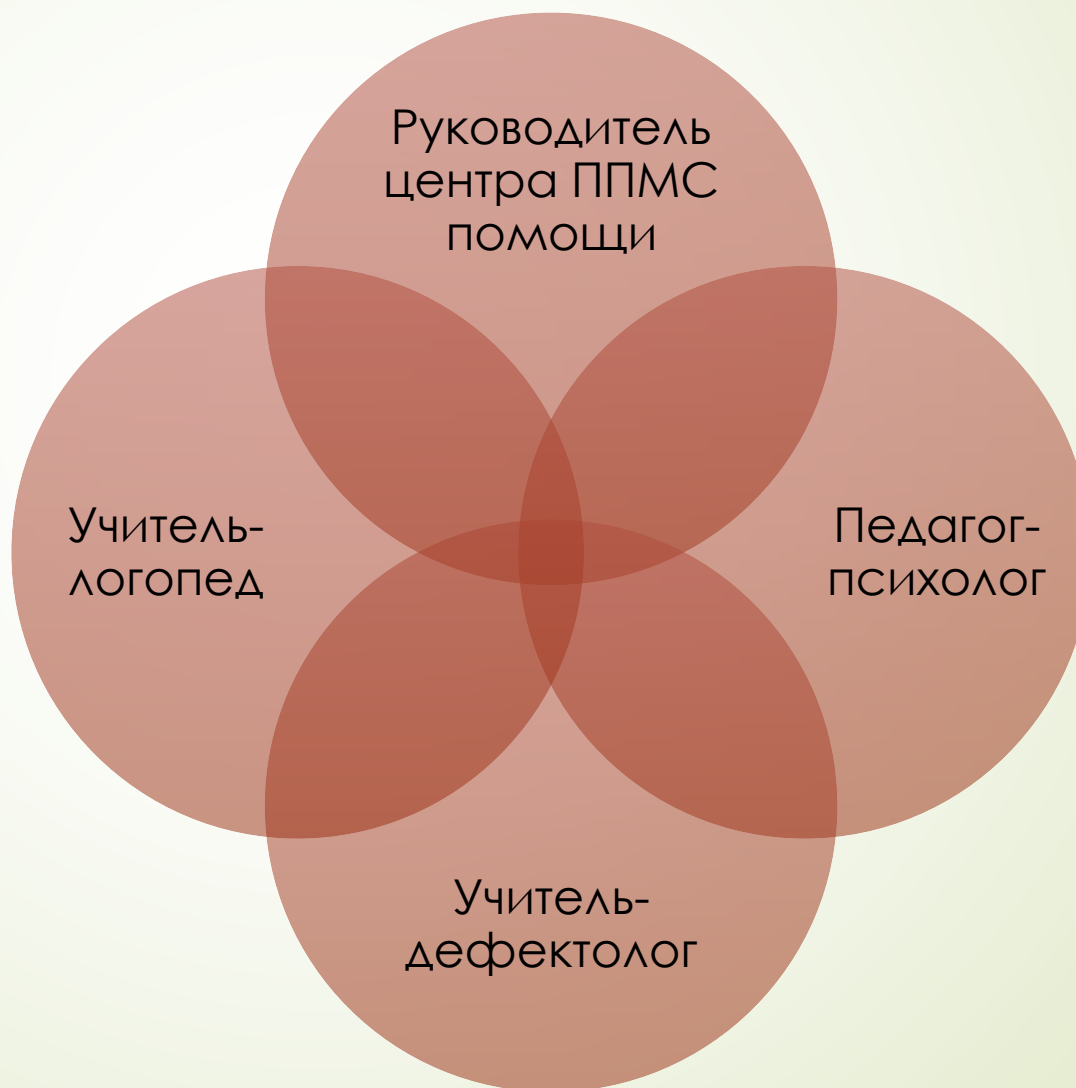 Руководитель
центра ППМС
помощи
Учитель-
логопед
Педагог-
психолог
Учитель-
дефектолог